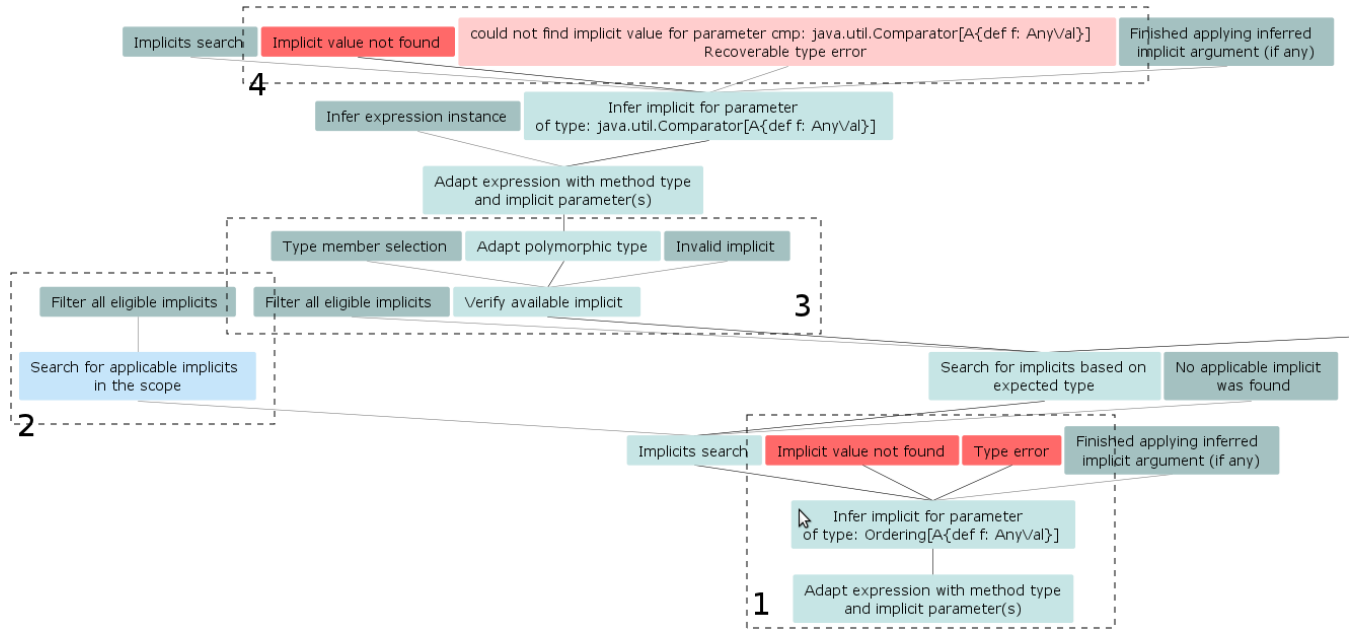 could not find implicit value for parameter cmp: java.util.Comparator[A{def f: AnyVal}]
Recoverable type error
Implicits search
Implicit value not found
Finished applying inferred
implicit argument (if any)
4
Infer expression instance
Infer implicit for parameter
of type: java.util.Comparator[A{def f: AnyVal}]
Adapt expression with method type
and implicit parameter(s)
Type member selection
Adapt polymorphic type
Invalid implicit
Filter all eligible implicits
Filter all eligible implicits
Verify available implicit
3
Search for applicable implicits
in the scope
Search for implicits based on
expected type
No applicable implicit
was found
2
Implicits search
Implicit value not found
Type error
Finished applying inferred
implicit argument (if any)
Infer implicit for parameter
of type: Ordering[A{def f: AnyVal}]
Adapt expression with method type
and implicit parameter(s)
1